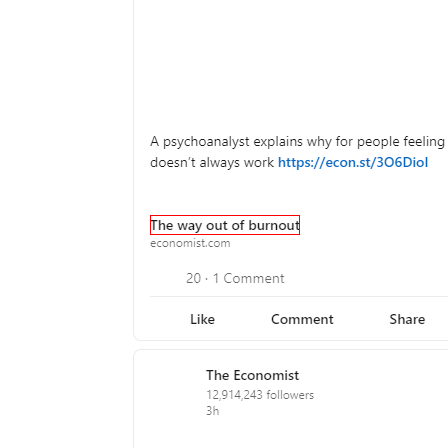 A psychoanalyst explains why for people feeling
doesn't always work https://econ.st/3O6DioI
The way out of burnout
economist.com
20 · 1 Comment
Like Comment Share
The Economist
12,914,243 followers
3h